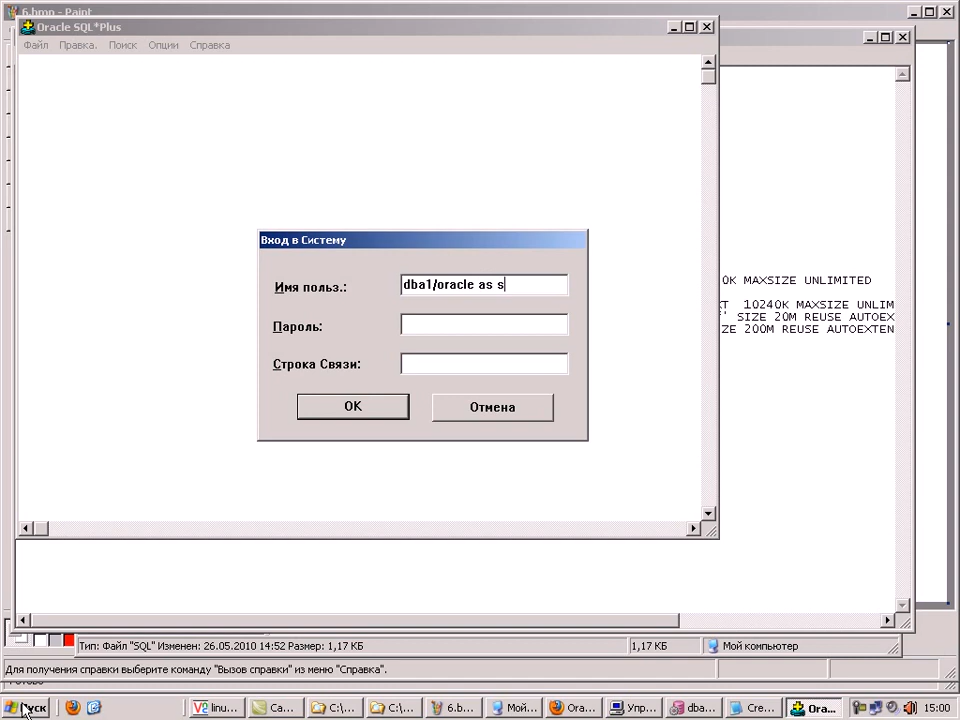 6.bmp - Paint
Oracle SQL*Plus
Файл Правка. Поиск Опции Справка
Вход в Систему
Имя польз.: dba1/oracle as s
Пароль:
Строка Связи:
OK Отмена
0K MAXSIZE UNLIMITED
10240K MAXSIZE UNLIM
SIZE 20M REUSE AUTOEX
ZE 200M REUSE AUTOEXTEN
Тип: Файл "SQL" Изменен: 26.05.2010 14:52 Размер: 1,17 КБ 1,17 КБ Мой компьютер
Для получения справки выберите команду "Вызов справки" из меню "Справка".
linu... Ca... C:\... C:\... 6.b... Мой... Ora... Упр... dba... Cre... Ora... 15:00